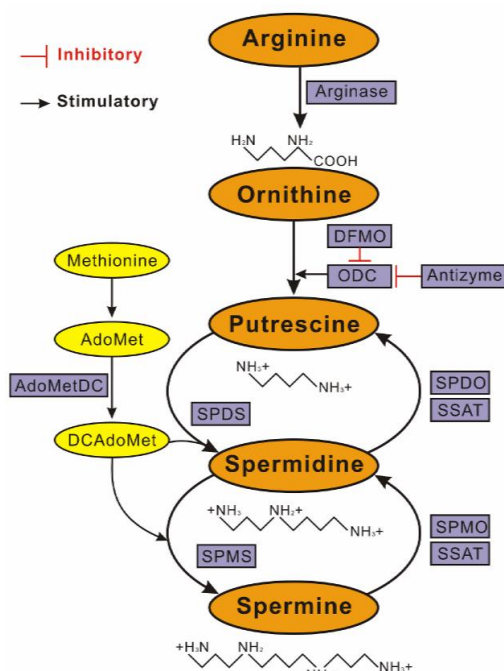 Arginine
Inhibitory
Stimulatory
Arginase
H₂N NH₂
COOH
Ornithine
DFMO
ODC
Antizyme
Methionine
AdoMet
AdoMetDC
DCAdoMet
Putrescine
NH₃+
NH₃+
SPDS
SPDO
SSAT
Spermidine
+NH₃ NH₂+
NH₃+
SPMS
SPMO
SSAT
Spermine
+H₃N NH₂
NH₃+